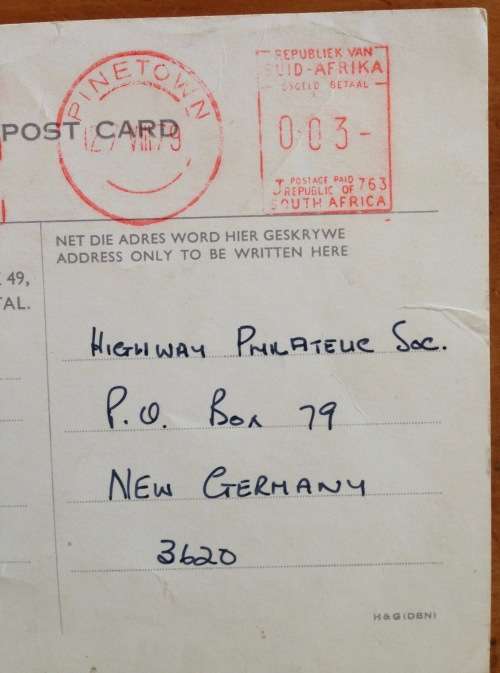 PINETOWN
27 VIII 79
REPUBLIEK VAN
SUID-AFRIKA
POSGELD BETAAL
0·03-
POSTAGE PAID
J REPUBLIC OF 763
SOUTH AFRICA
POST CARD
49,
TAL.
NET DIE ADRES WORD HIER GESKRYWE
ADDRESS ONLY TO BE WRITTEN HERE
HIGHWAY PHILATELIC SOC.
P.O. BOX 79
NEW GERMANY
3620
H&G(DBN)